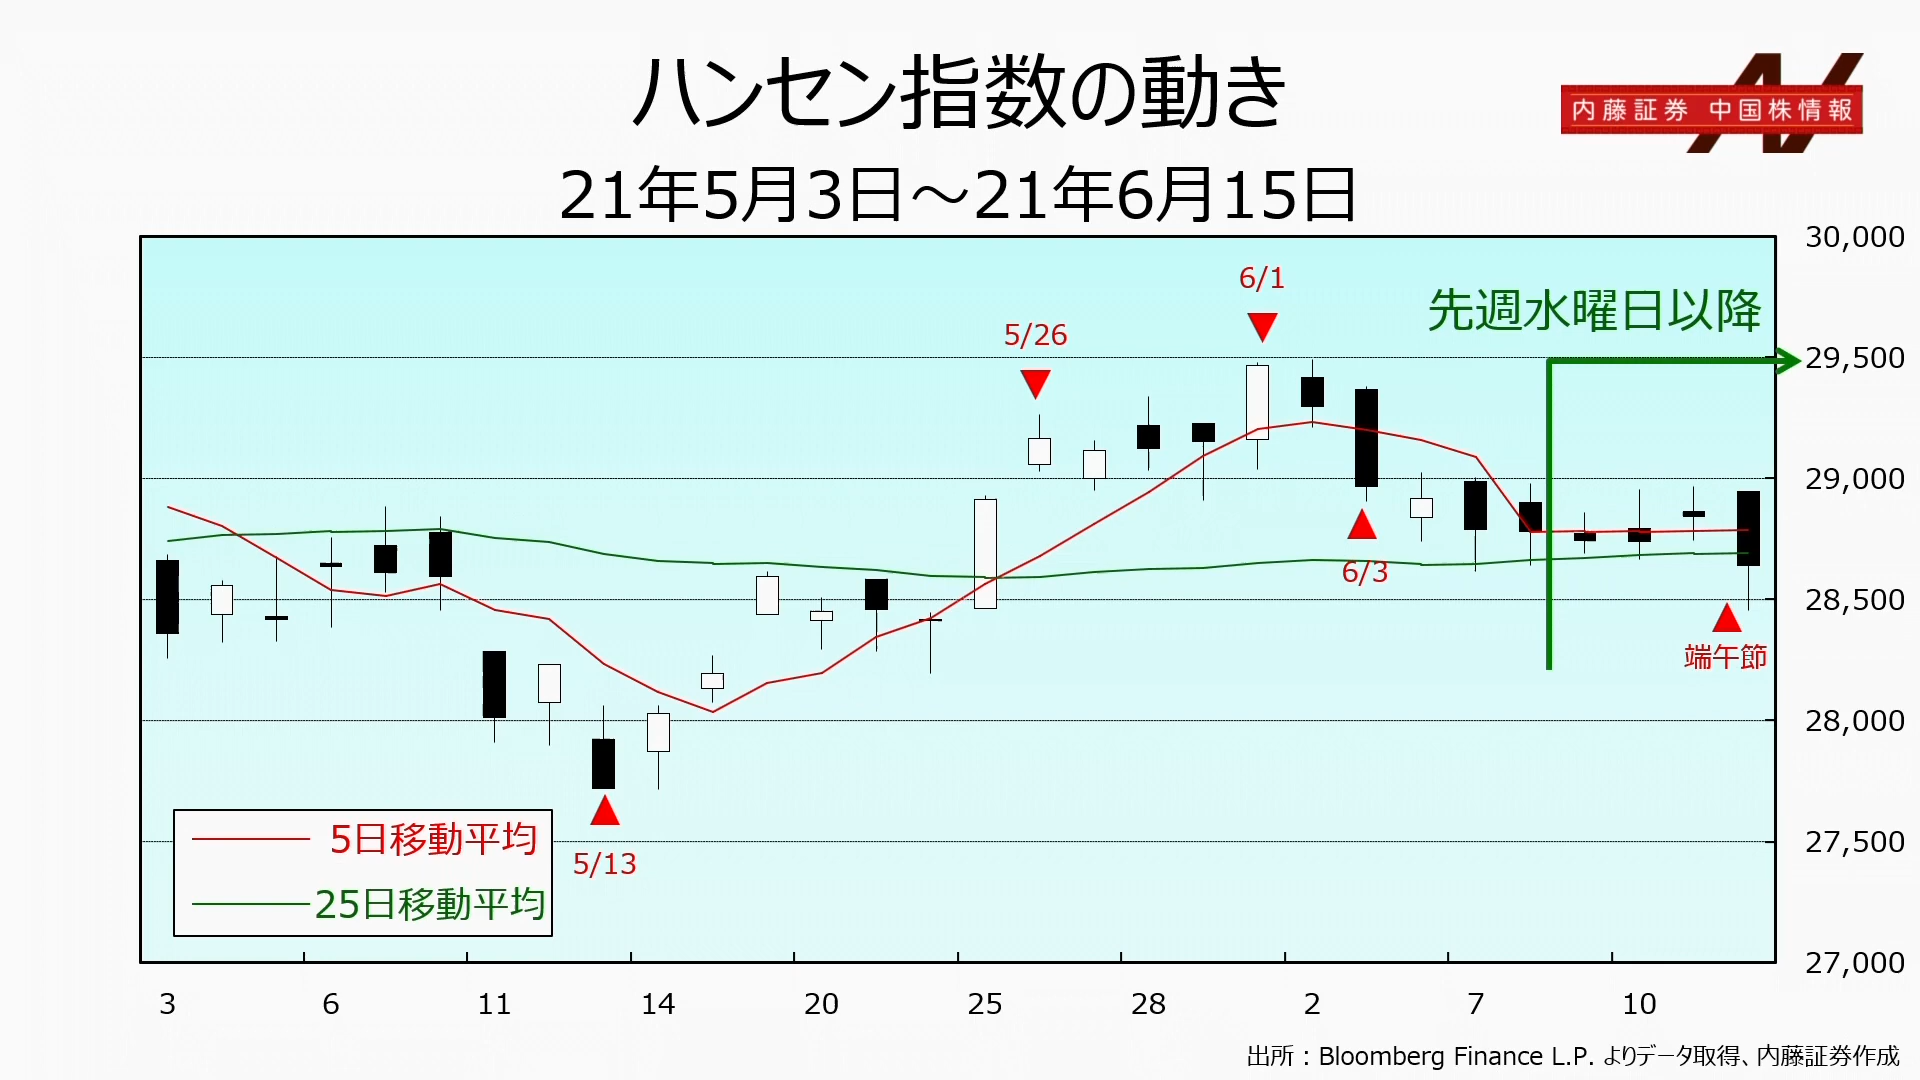 ハンセン指数の動き
21年5月3日～21年6月15日
内藤証券 中国株情報
30,000
29,500
29,000
28,500
28,000
27,500
27,000
6/1
5/26
先週水曜日以降
6/3
端午節
5/13
5日移動平均
25日移動平均
3 6 11 14 20 25 28 2 7 10
出所：Bloomberg Finance L.P. よりデータ取得、内藤証券作成